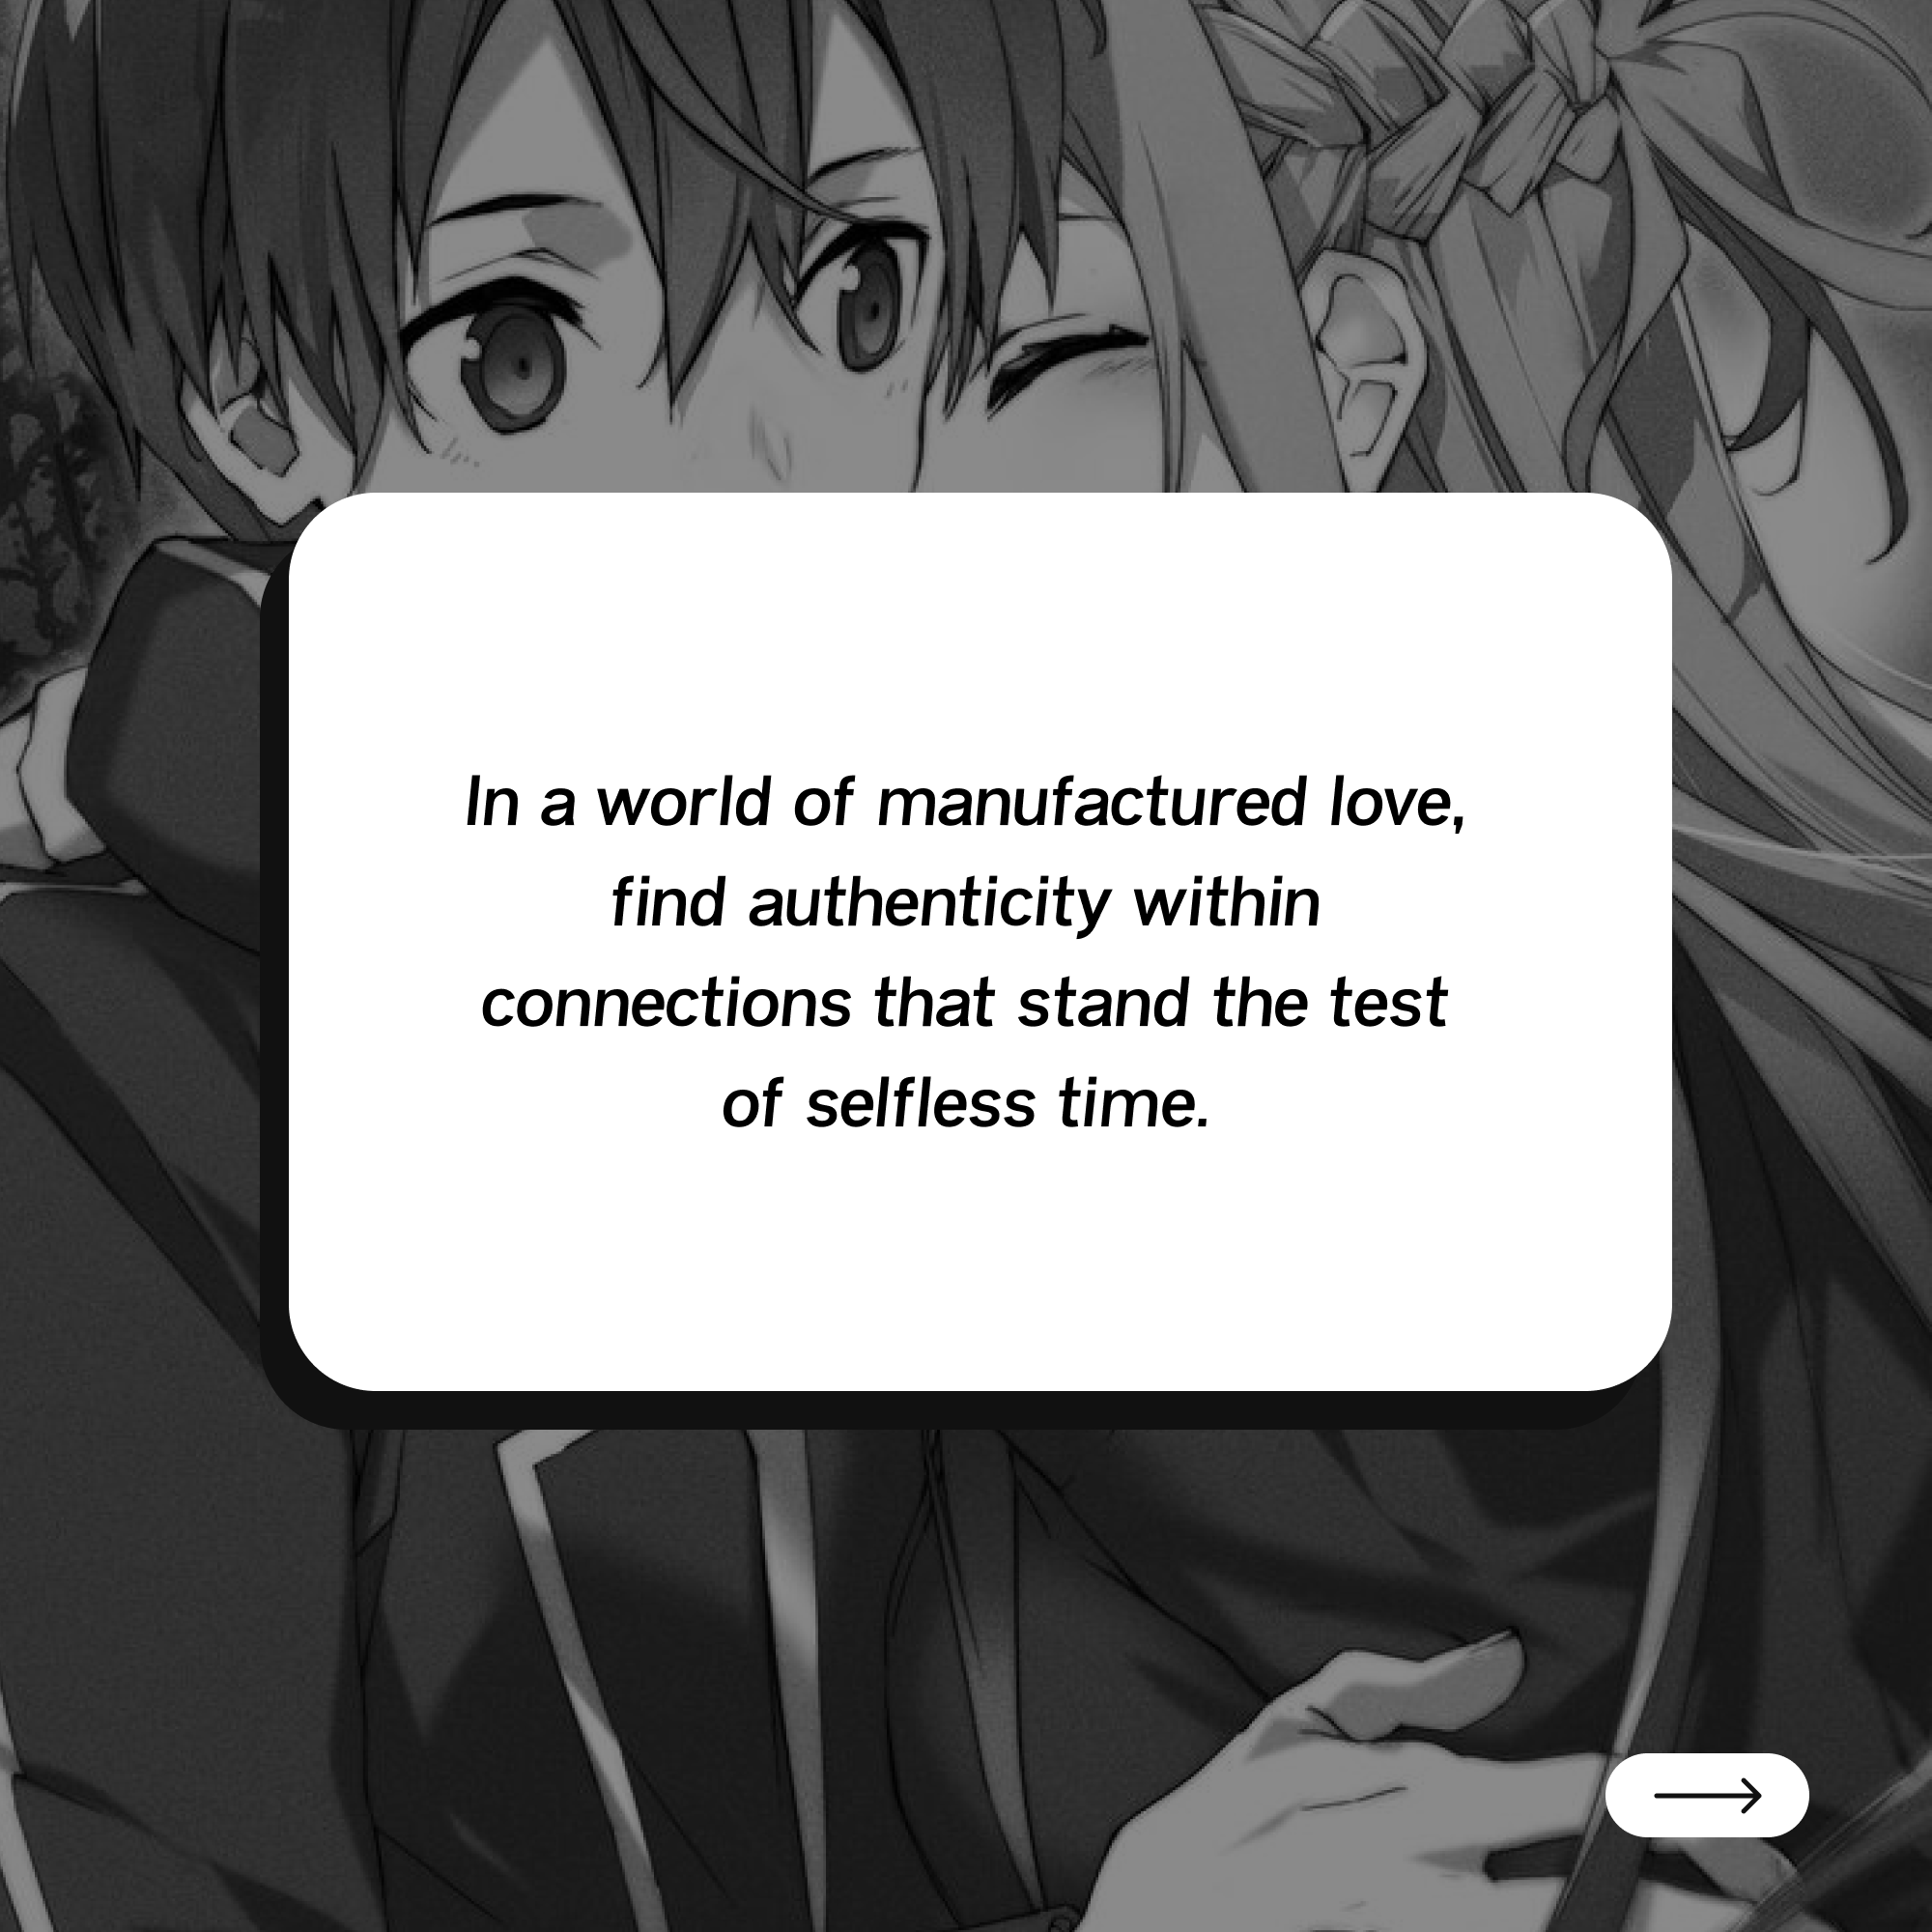 In a world of manufactured love,
find authenticity within
connections that stand the test
of selfless time.